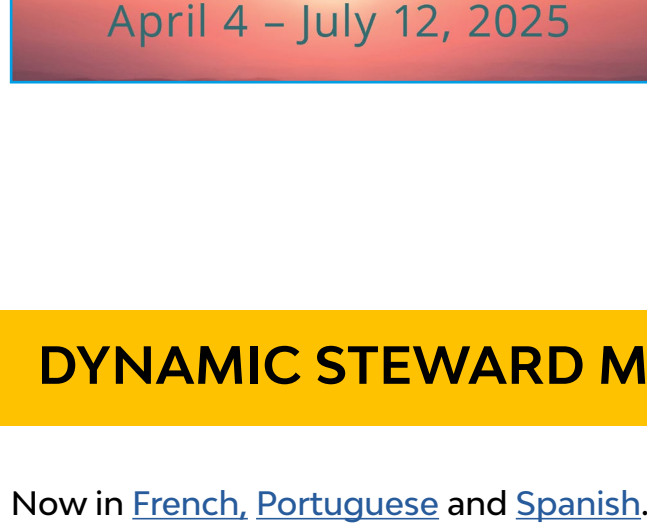 April 4 – July 12, 2025
DYNAMIC STEWARD M
Now in French, Portuguese and Spanish.